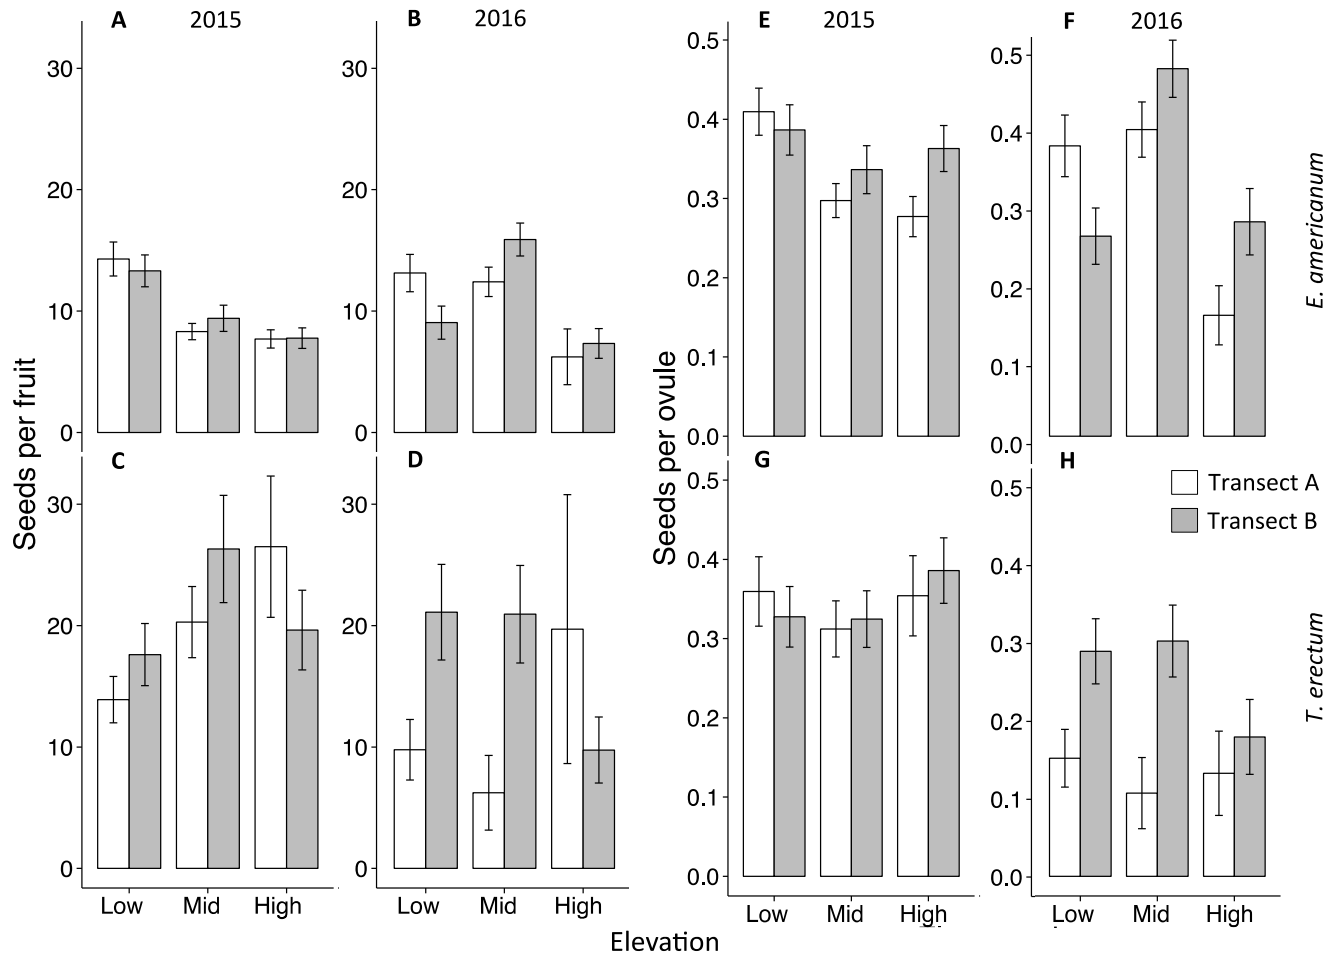 A 2015
B 2016
E 2015
F 2016
30
20
10
0
30
20
10
0
0.5
0.4
0.3
0.2
0.1
0.0
0.5
0.4
0.3
0.2
0.1
0.0
E. americanum
Seeds per fruit
Seeds per ovule
C
D
G
H
Transect A
Transect B
30
20
10
0
30
20
10
0
0.5
0.4
0.3
0.2
0.1
0.0
0.5
0.4
0.3
0.2
0.1
0.0
T. erectum
Low Mid High
Low Mid High
Low Mid High
Low Mid High
Elevation